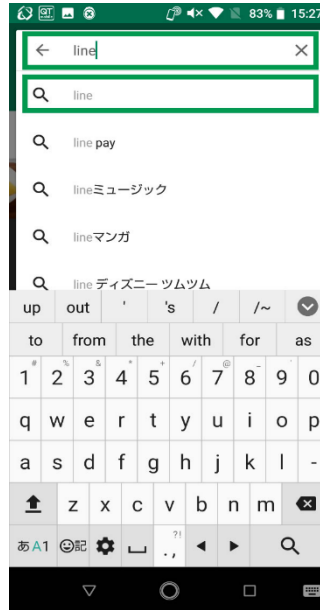 83% 15:27
line
line
line pay
lineミュージック
lineマンガ
line ディズニー ツムツム
up out ' 's / /~
to from the with for as
1 2 3 4 5 6 7 8 9 0
q w e r t y u i o p
a s d f g h j k l -
z x c v b n m
あA1 記 ?! .,